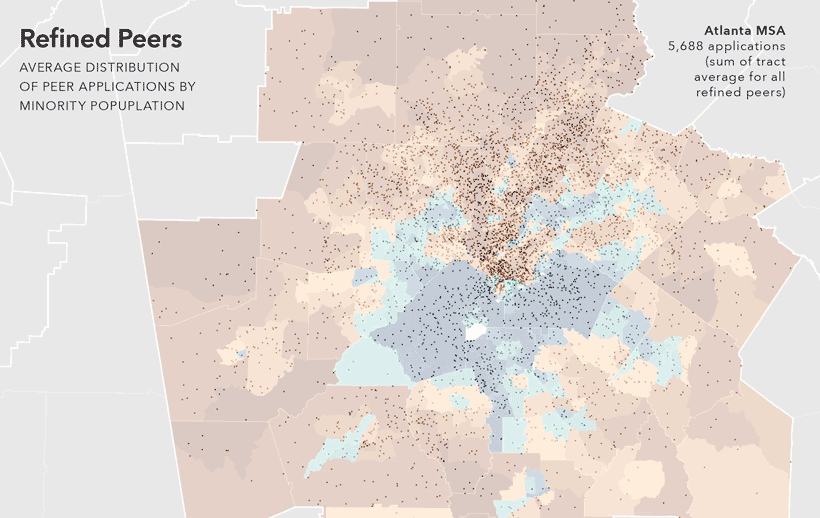 Refined Peers
AVERAGE DISTRIBUTION
OF PEER APPLICATIONS BY
MINORITY POPUPLATION
Atlanta MSA
5,688 applications
(sum of tract
average for all
refined peers)